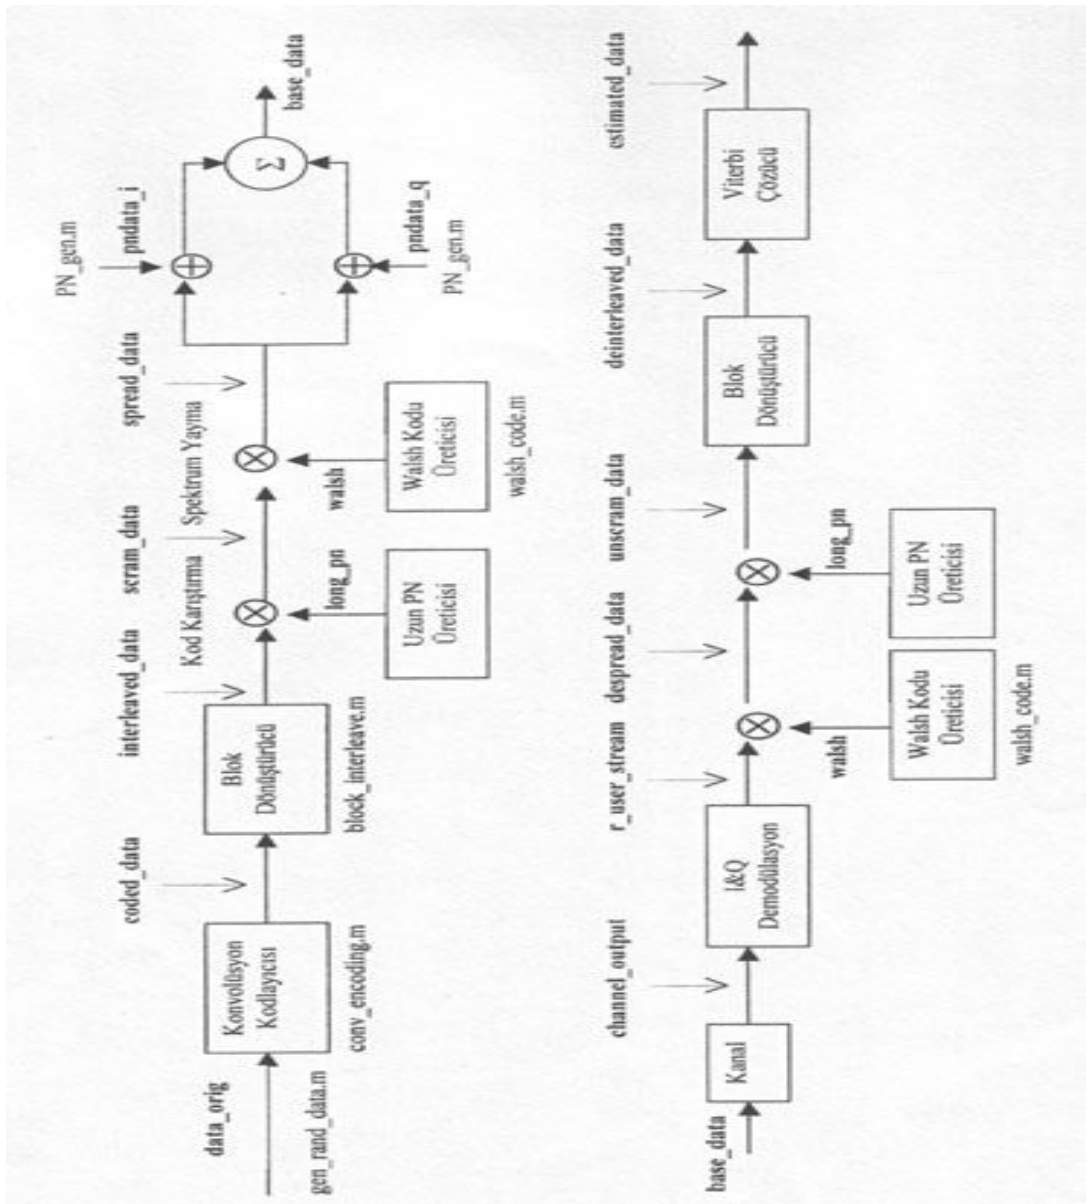 data_orig
gen_rand_data.m
Konvolüsyon
Kodlayıcısı
conv_encoding.m
coded_data
Blok
Dönüştürücü
block_interleave.m
interleaved_data
Kod Karıştırma
long_pn
Uzun PN
Üreticisi
scram_data
Spektrum Yayma
walsh
Walsh Kodu
Üreticisi
walsh_code.m
spread_data
PN_gen.m
pndata_i
pndata_q
PN_gen.m
Σ
base_data
base_data
Kanal
channel_output
I&Q
Demodülasyon
r_user_stream
walsh
Walsh Kodu
Üreticisi
walsh_code.m
despread_data
long_pn
Uzun PN
Üreticisi
unscram_data
Blok
Dönüştürücü
deinterleaved_data
Viterbi
Çözücü
estimated_data